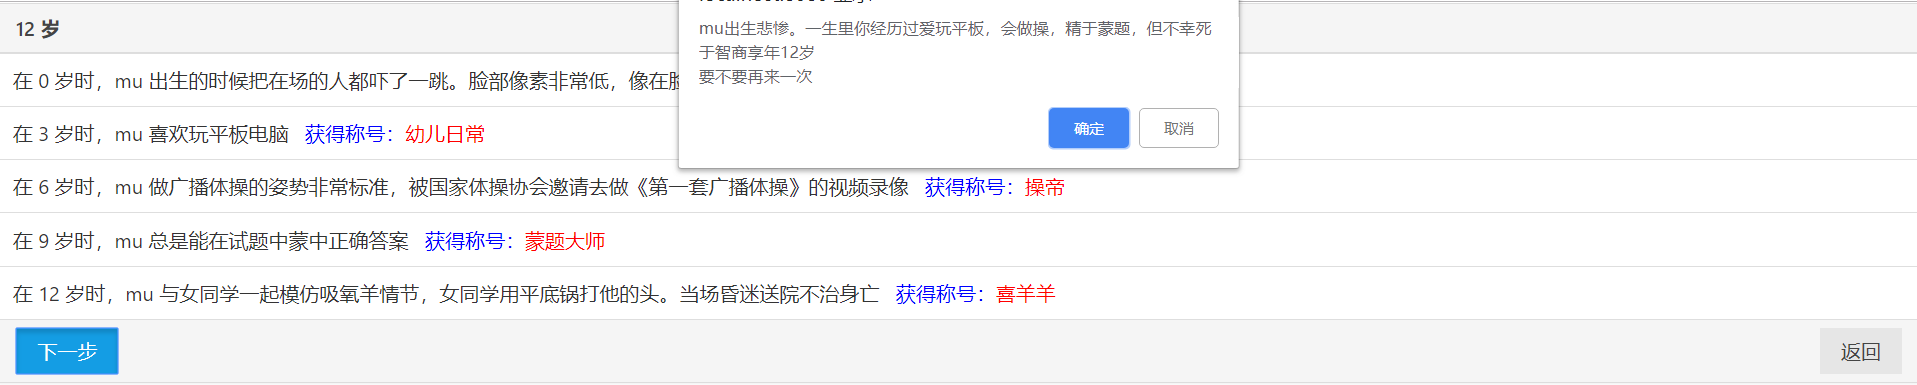 12 岁
mu出生悲惨。一生里你经历过爱玩平板，会做操，精于蒙题，但不幸死
于智商享年12岁
要不要再来一次
确定
取消
在 0 岁时，mu 出生的时候把在场的人都吓了一跳。脸部像素非常低，像在脸
在 3 岁时，mu 喜欢玩平板电脑 获得称号：幼儿日常
在 6 岁时，mu 做广播体操的姿势非常标准，被国家体操协会邀请去做《第一套广播体操》的视频录像 获得称号：操帝
在 9 岁时，mu 总是能在试题中蒙中正确答案 获得称号：蒙题大师
在 12 岁时，mu 与女同学一起模仿吸氧羊情节，女同学用平底锅打他的头。当场昏迷送院不治身亡 获得称号：喜羊羊
下一步
返回